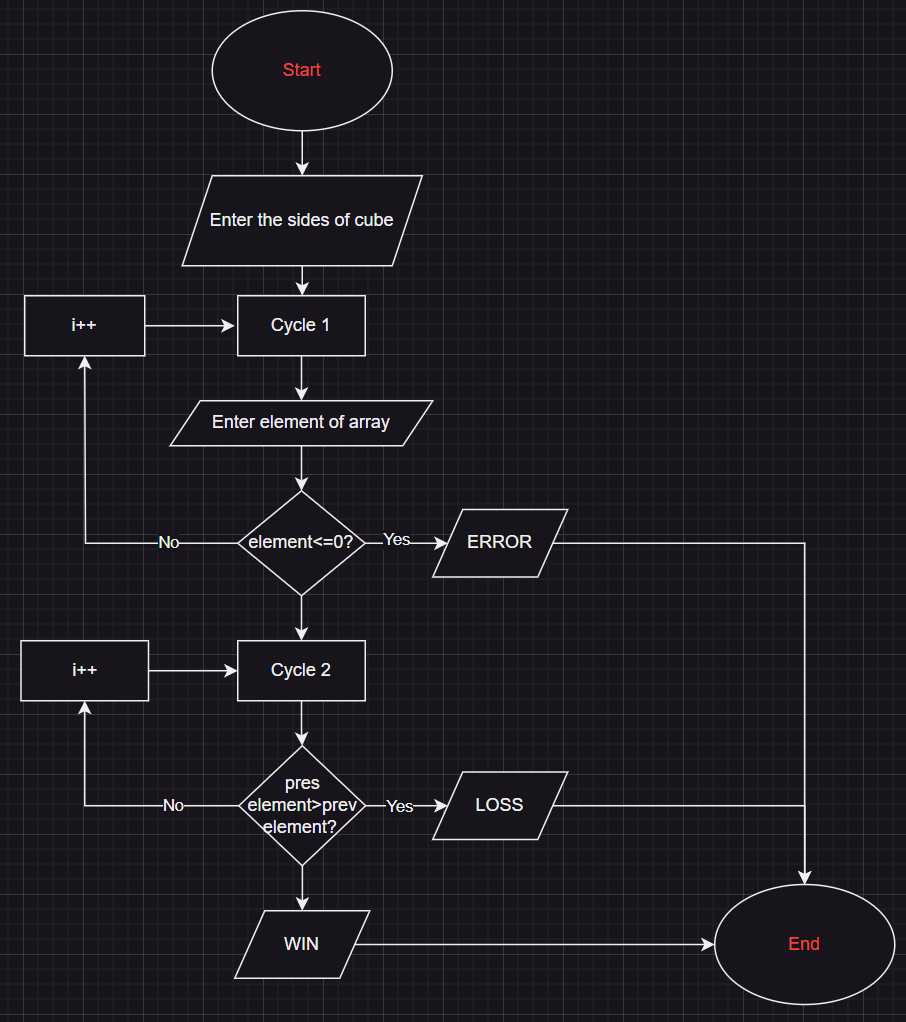 Start
Enter the sides of cube
i++
Cycle 1
Enter element of array
No
element<=0?
Yes
ERROR
i++
Cycle 2
No
pres
element>prev
element?
Yes
LOSS
WIN
End